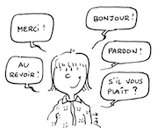 BONJOUR!
MERCI!
PARDON!
AU
REVOIR!
S'IL VOUS
PLAÎT?